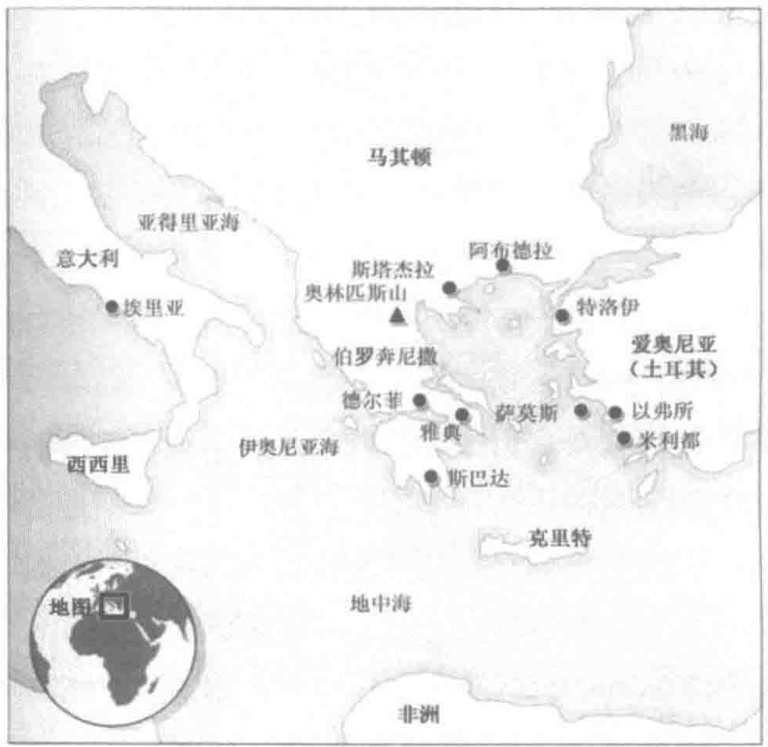 黑海
马其顿
亚得里亚海
意大利
阿布德拉
斯塔杰拉
奥林匹斯山
埃里亚
特洛伊
伯罗奔尼撒
爱奥尼亚
（土耳其）
德尔菲
萨莫斯
以弗所
雅典
米利都
伊奥尼亚海
西西里
斯巴达
克里特
地图
地中海
非洲